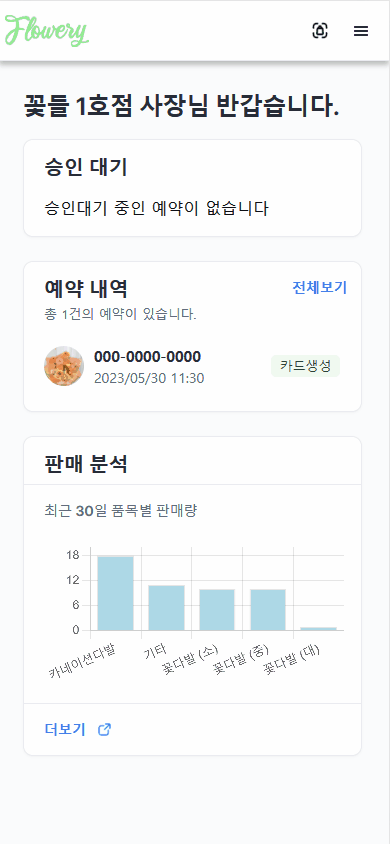 Flowery
꽃들 1호점 사장님 반갑습니다.
승인 대기
승인대기 중인 예약이 없습니다
예약 내역
전체보기
총 1건의 예약이 있습니다.
000-0000-0000
2023/05/30 11:30
카드생성
판매 분석
최근 30일 품목별 판매량
18
12
6
0
카네이션다발
기타
꽃다발 (소)
꽃다발 (중)
꽃다발 (대)
더보기